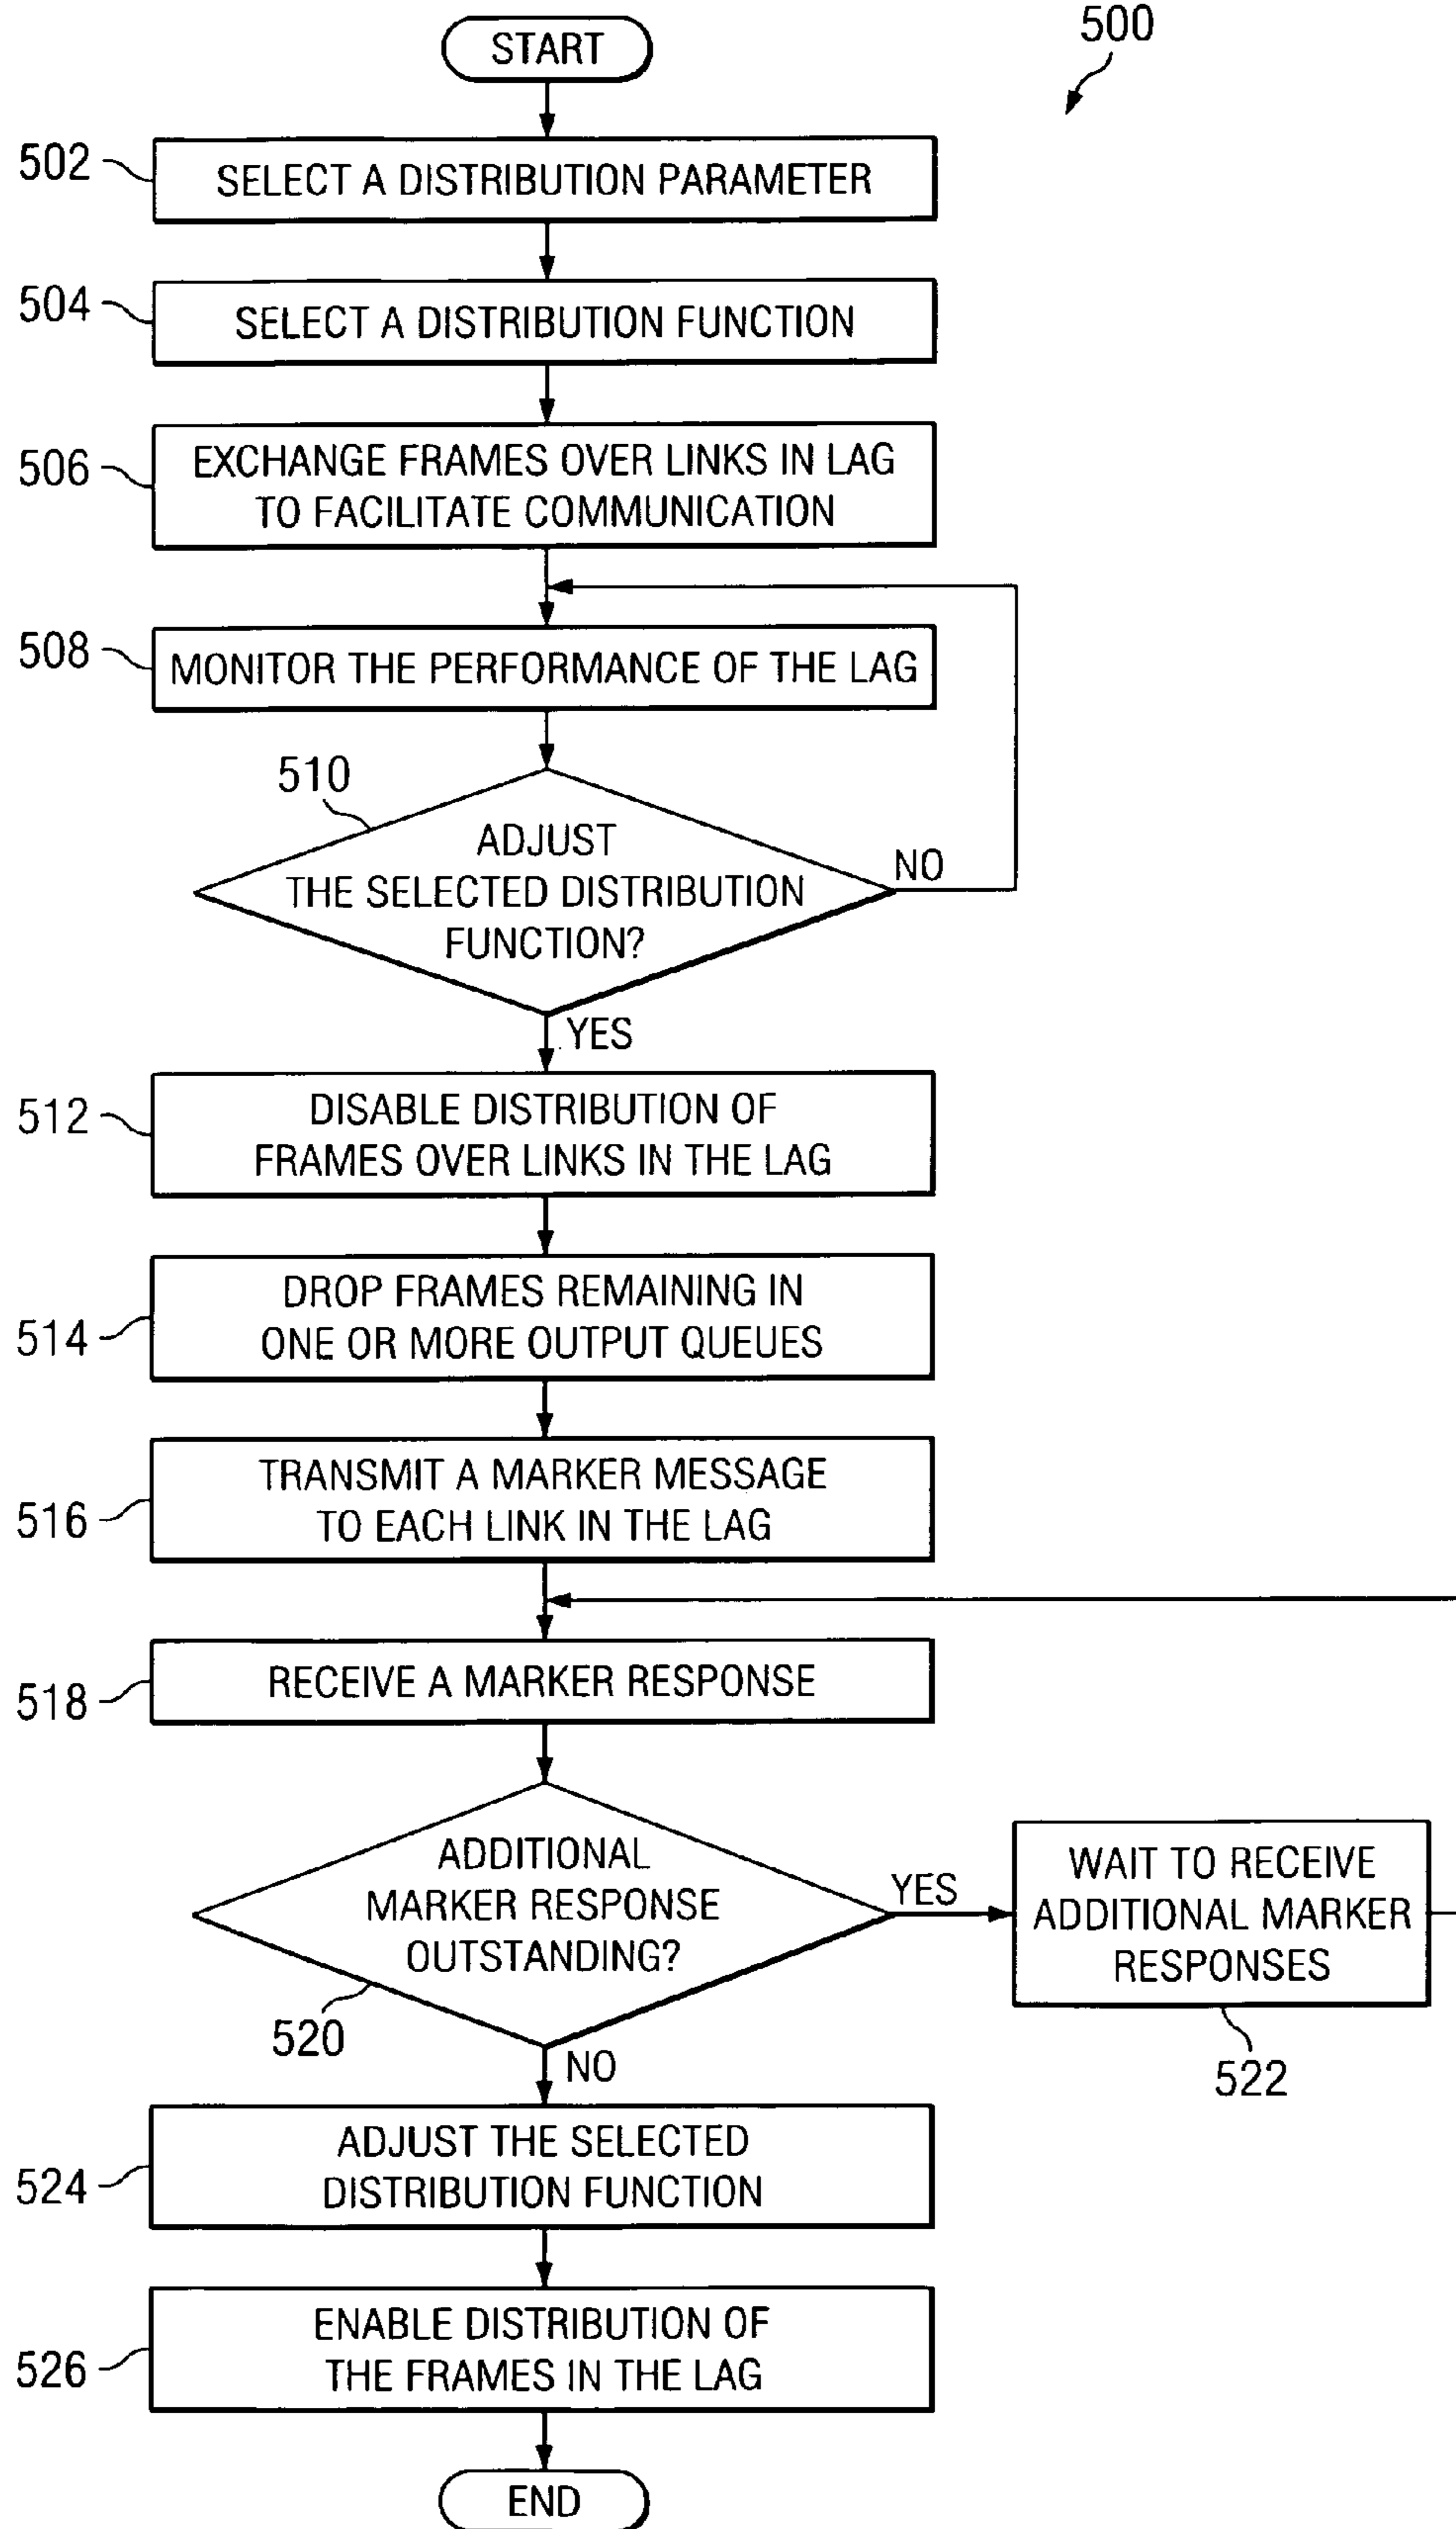 START
500
502
SELECT A DISTRIBUTION PARAMETER
504
SELECT A DISTRIBUTION FUNCTION
506
EXCHANGE FRAMES OVER LINKS IN LAG
TO FACILITATE COMMUNICATION
508
MONITOR THE PERFORMANCE OF THE LAG
510
ADJUST
THE SELECTED DISTRIBUTION
FUNCTION?
NO
YES
512
DISABLE DISTRIBUTION OF
FRAMES OVER LINKS IN THE LAG
514
DROP FRAMES REMAINING IN
ONE OR MORE OUTPUT QUEUES
516
TRANSMIT A MARKER MESSAGE
TO EACH LINK IN THE LAG
518
RECEIVE A MARKER RESPONSE
520
ADDITIONAL
MARKER RESPONSE
OUTSTANDING?
YES
WAIT TO RECEIVE
ADDITIONAL MARKER
RESPONSES
522
NO
524
ADJUST THE SELECTED
DISTRIBUTION FUNCTION
526
ENABLE DISTRIBUTION OF
THE FRAMES IN THE LAG
END